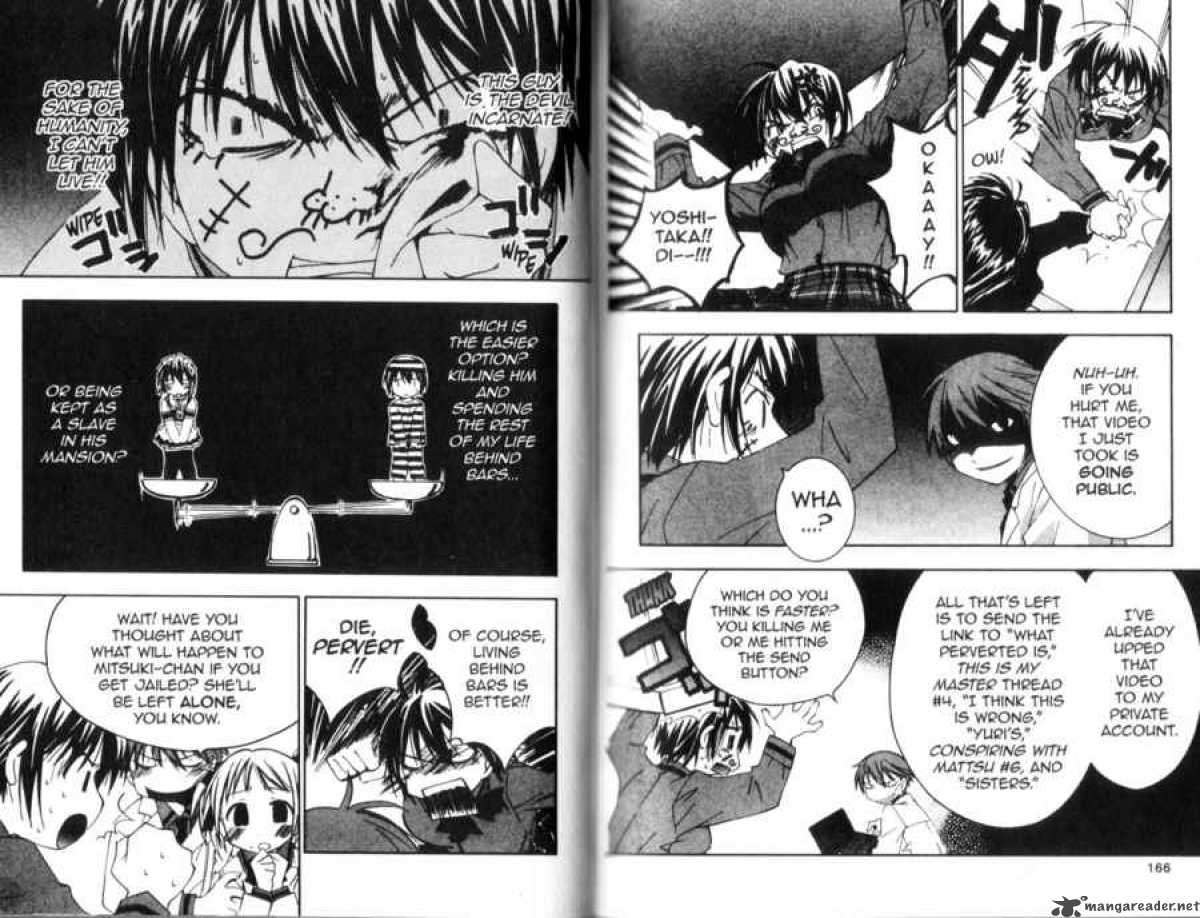 OW!
O
K
A
A
A
Y
!!
YOSHI-
TAKA!!
DI--!!!
NUH-UH.
IF YOU
HURT ME,
THAT VIDEO
I JUST
TOOK IS
GOING
PUBLIC.
WHA
....?
I'VE
ALREADY
UPPED
THAT
VIDEO
TO MY
PRIVATE
ACCOUNT.
ALL THAT'S LEFT
IS TO SEND THE
LINK TO "WHAT
PERVERTED IS,"
THIS IS MY
MASTER THREAD
#4, "I THINK THIS
IS WRONG,"
"YURI'S,"
CONSPIRING WITH
MATTSU #6, AND
"SISTERS."
WHICH DO YOU
THINK IS FASTER?
YOU KILLING ME
OR ME HITTING
THE SEND
BUTTON?
THUNK
166
THIS GUY
IS THE DEVIL
INCARNATE!
FOR THE
SAKE OF
HUMANITY,
I CAN'T
LET HIM
LIVE!!
WIPE
WIPE
WHICH IS
THE EASIER
OPTION?
KILLING HIM
AND
SPENDING
THE REST
OF MY LIFE
BEHIND
BARS...
OR BEING
KEPT AS
A SLAVE
IN HIS
MANSION?
OF COURSE,
LIVING
BEHIND
BARS IS
BETTER!!
DIE,
PERVERT
!!
WAIT! HAVE YOU
THOUGHT ABOUT
WHAT WILL HAPPEN TO
MITSUKI-CHAN IF YOU
GET JAILED? SHE'LL
BE LEFT ALONE,
YOU KNOW.
mangareader.net